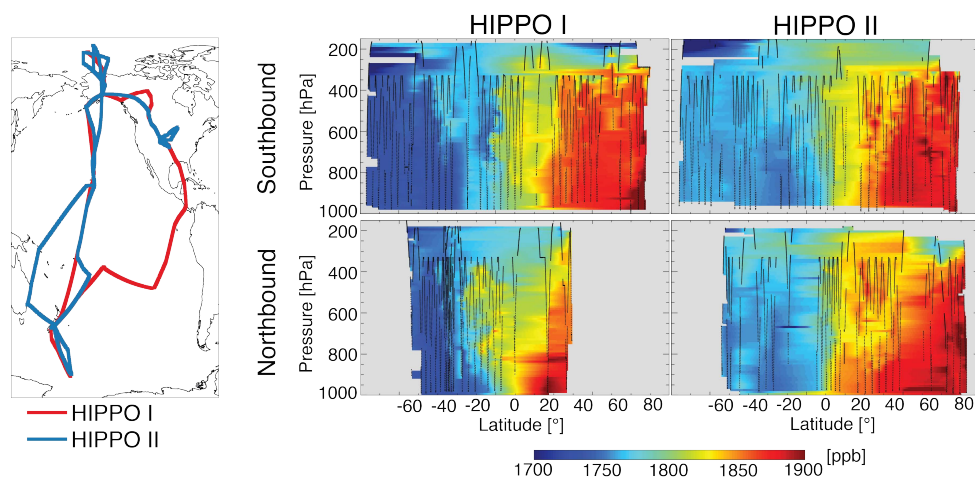 HIPPO I
HIPPO II
Southbound
Pressure [hPa]
200
400
600
800
1000
Northbound
Pressure [hPa]
200
400
600
800
1000
-60 -40 -20 0 20 40 60 80
Latitude [°]
-60 -40 -20 0 20 40 60 80
Latitude [°]
HIPPO I
HIPPO II
1700 1750 1800 1850 1900 [ppb]